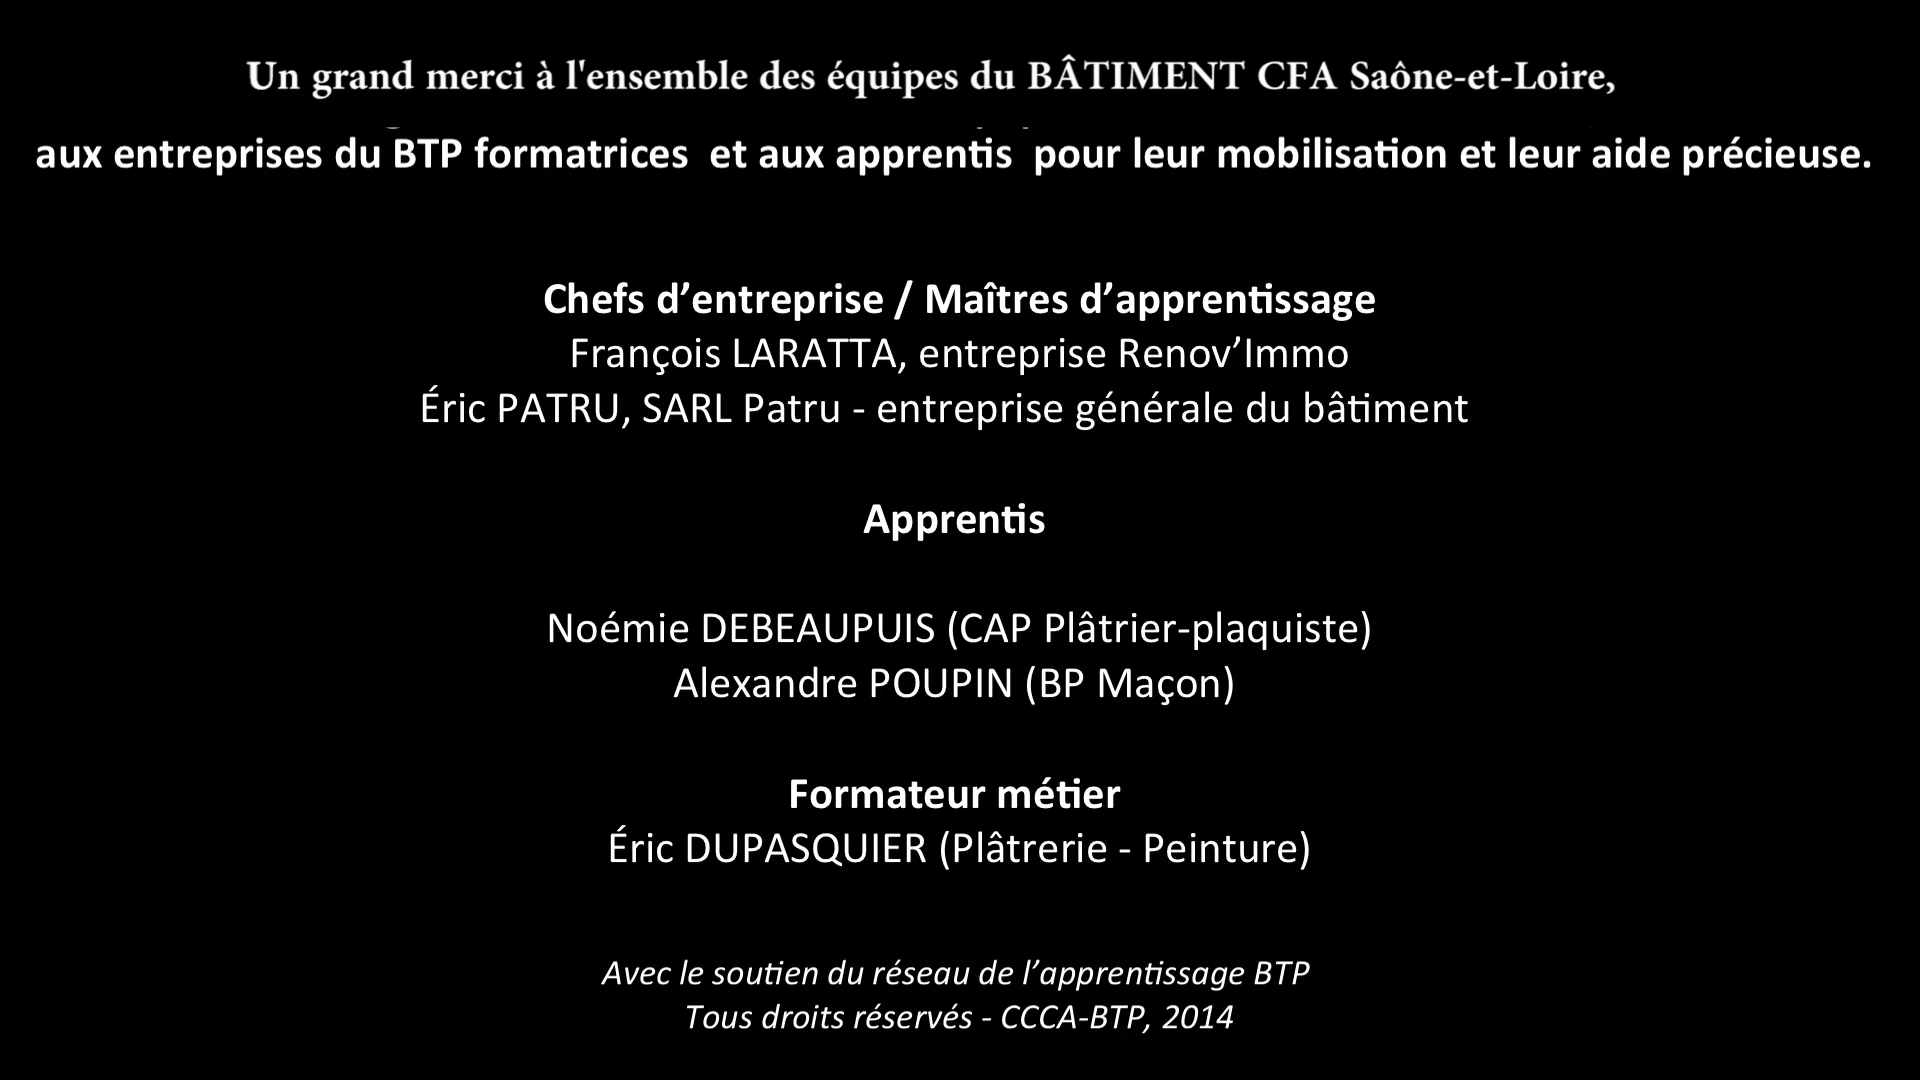 Un grand merci à l'ensemble des équipes du BÂTIMENT CFA Saône-et-Loire,
aux entreprises du BTP formatrices et aux apprentis pour leur mobilisation et leur aide précieuse.
Chefs d’entreprise / Maîtres d’apprentissage
François LARATTA, entreprise Renov’Immo
Éric PATRU, SARL Patru - entreprise générale du bâtiment
Apprentis
Noémie DEBEAUPUIS (CAP Plâtrier-plaquiste)
Alexandre POUPIN (BP Maçon)
Formateur métier
Éric DUPASQUIER (Plâtrerie - Peinture)
Avec le soutien du réseau de l’apprentissage BTP
Tous droits réservés - CCCA-BTP, 2014